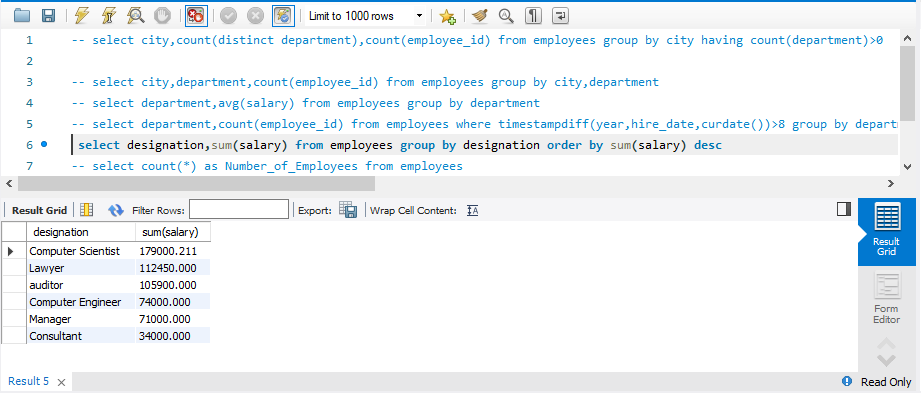 Limit to 1000 rows
1 -- select city,count(distinct department),count(employee_id) from employees group by city having count(department)>0
2
3 -- select city,department,count(employee_id) from employees group by city,department
4 -- select department,avg(salary) from employees group by department
5 -- select department,count(employee_id) from employees where timestampdiff(year,hire_date,curdate())>8 group by depart
6 select designation,sum(salary) from employees group by designation order by sum(salary) desc
7 -- select count(*) as Number_of_Employees from employees
Result Grid Filter Rows: Export: Wrap Cell Content:
designation sum(salary)
Computer Scientist 179000.211
Lawyer 112450.000
auditor 105900.000
Computer Engineer 74000.000
Manager 71000.000
Consultant 34000.000
Result
Grid
Form
Editor
Result 5 Read Only